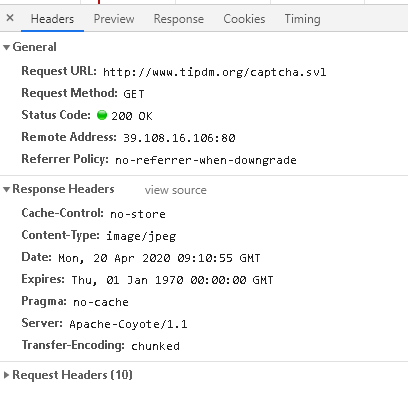 × Headers Preview Response Cookies Timing
▼ General
Request URL: http://www.tipdm.org/captcha.svl
Request Method: GET
Status Code: 200 OK
Remote Address: 39.108.16.106:80
Referrer Policy: no-referrer-when-downgrade
▼ Response Headers view source
Cache-Control: no-store
Content-Type: image/jpeg
Date: Mon, 20 Apr 2020 09:10:55 GMT
Expires: Thu, 01 Jan 1970 00:00:00 GMT
Pragma: no-cache
Server: Apache-Coyote/1.1
Transfer-Encoding: chunked
▶ Request Headers (10)